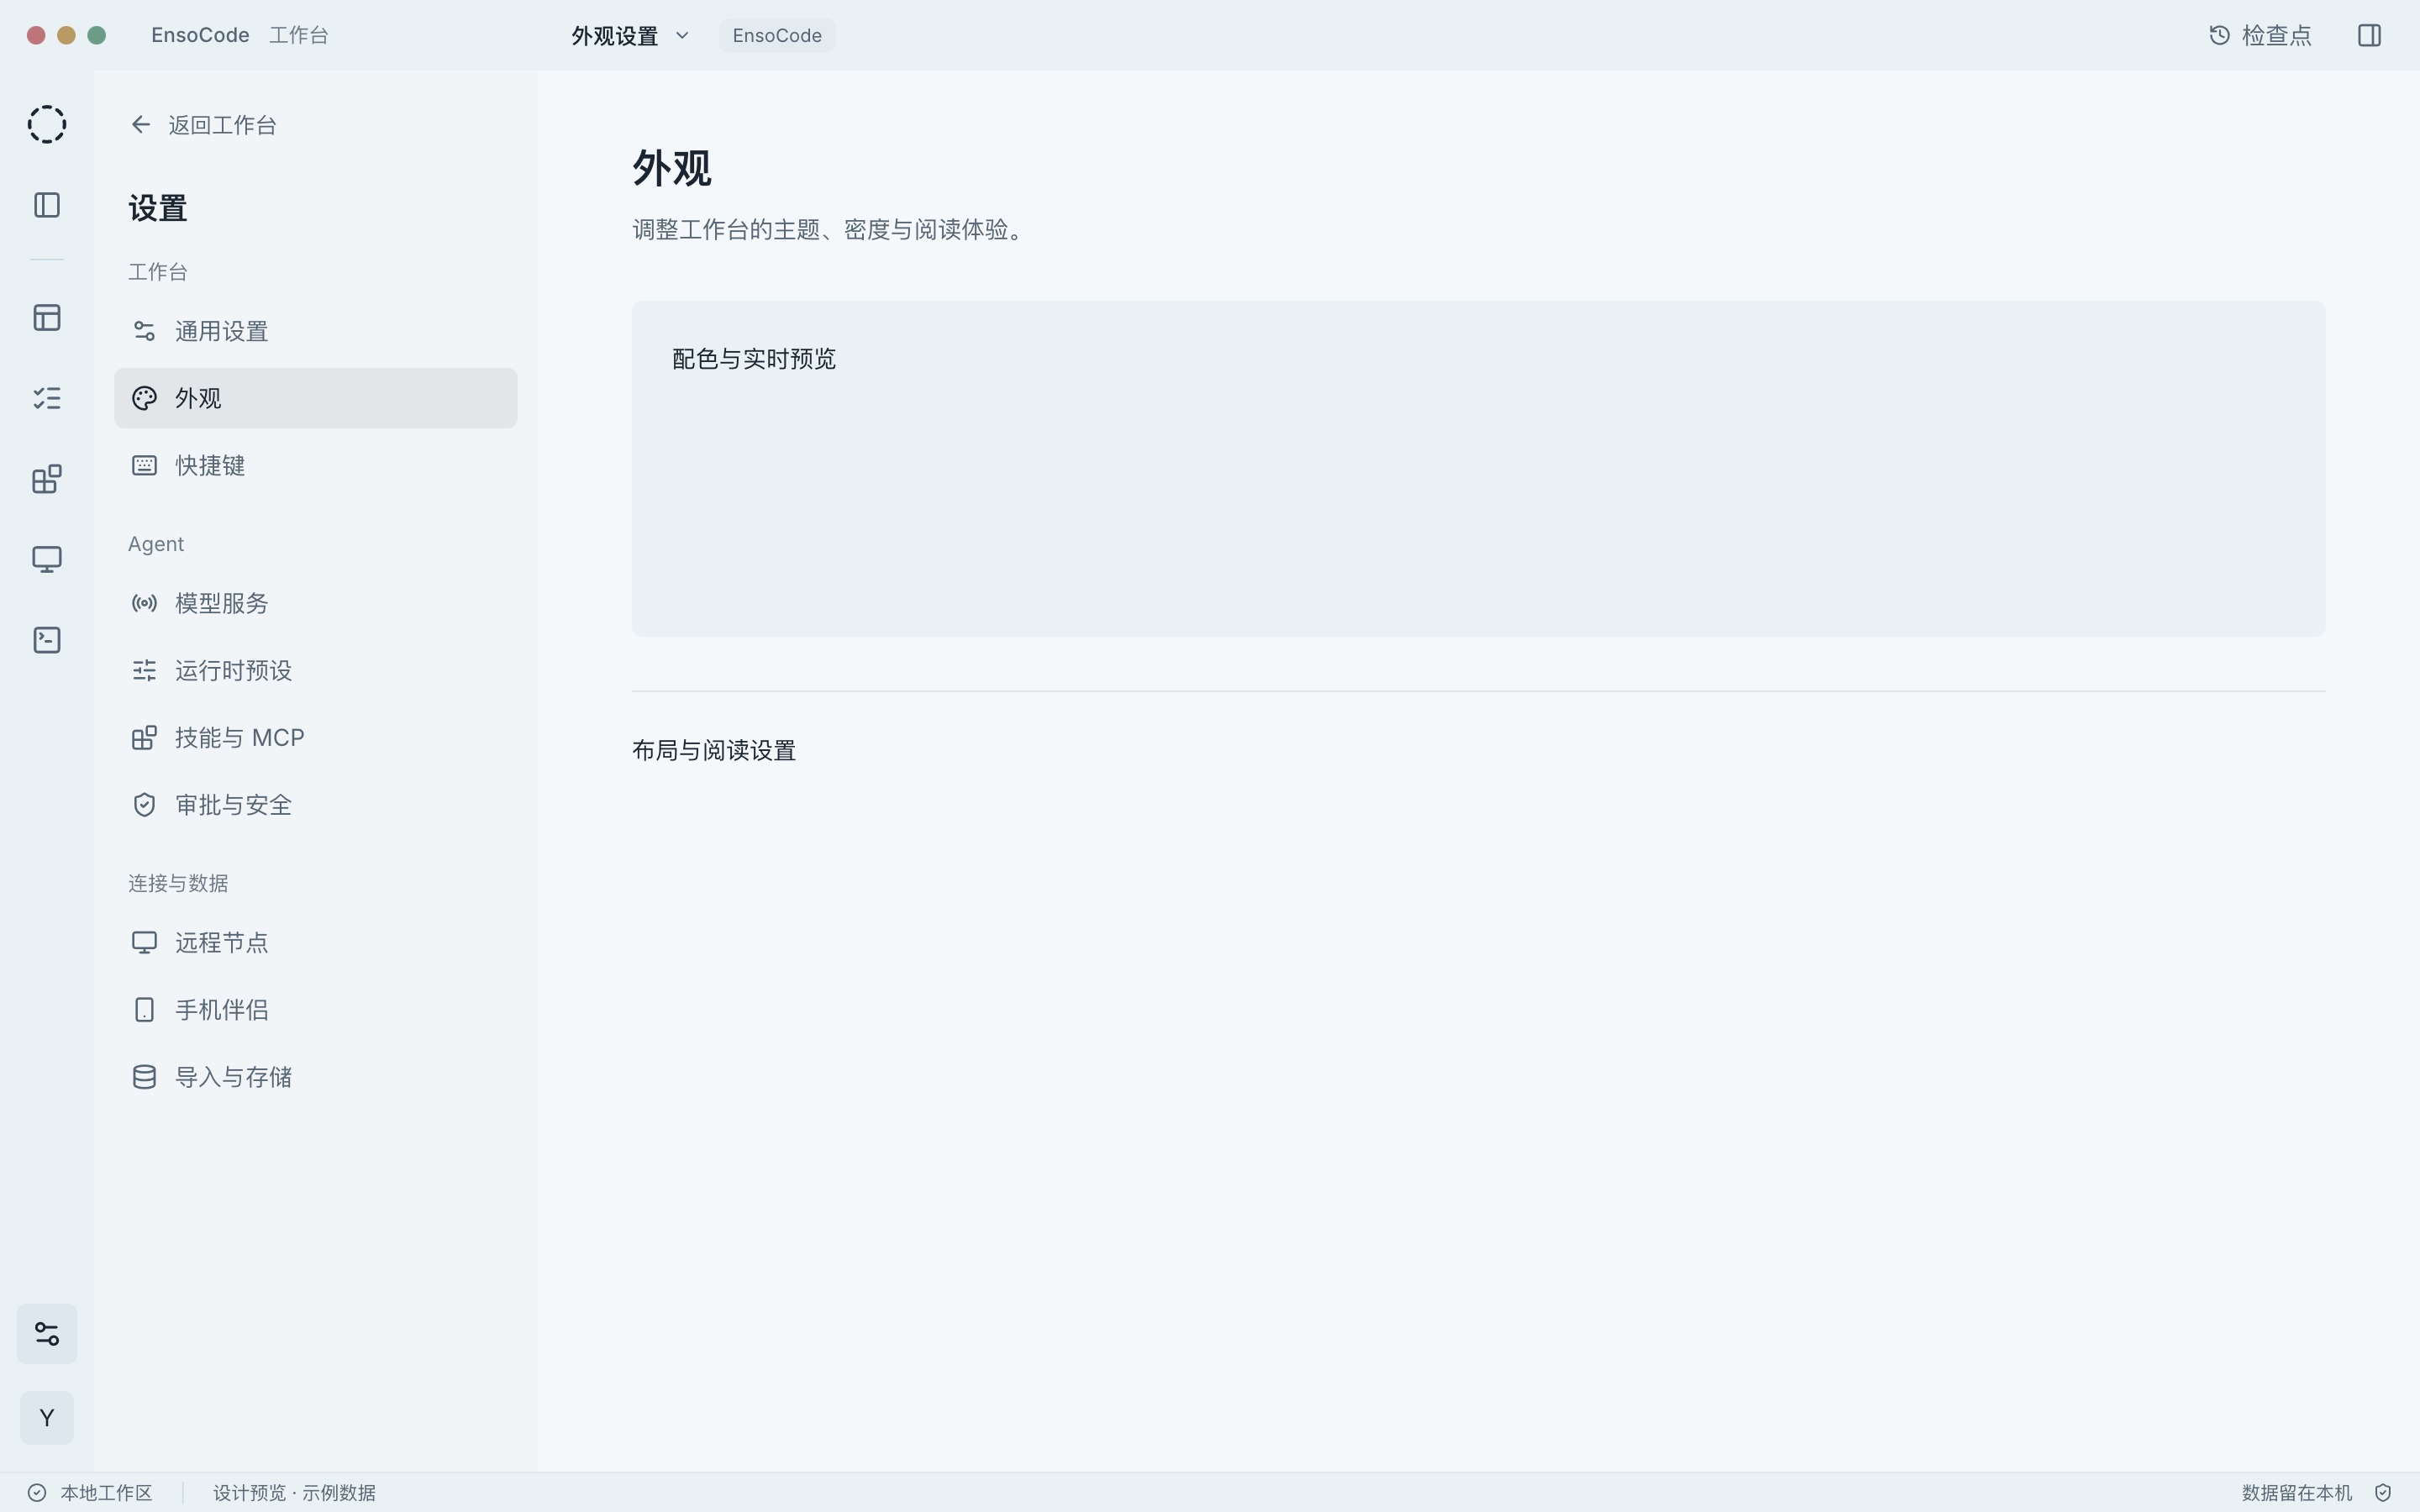 EnsoCode 工作台
外观设置
EnsoCode
检查点
返回工作台
设置
工作台
通用设置
外观
快捷键
Agent
模型服务
运行时预设
技能与 MCP
审批与安全
连接与数据
远程节点
手机伴侣
导入与存储
Y
外观
调整工作台的主题、密度与阅读体验。
配色与实时预览
布局与阅读设置
本地工作区
设计预览 · 示例数据
数据留在本机